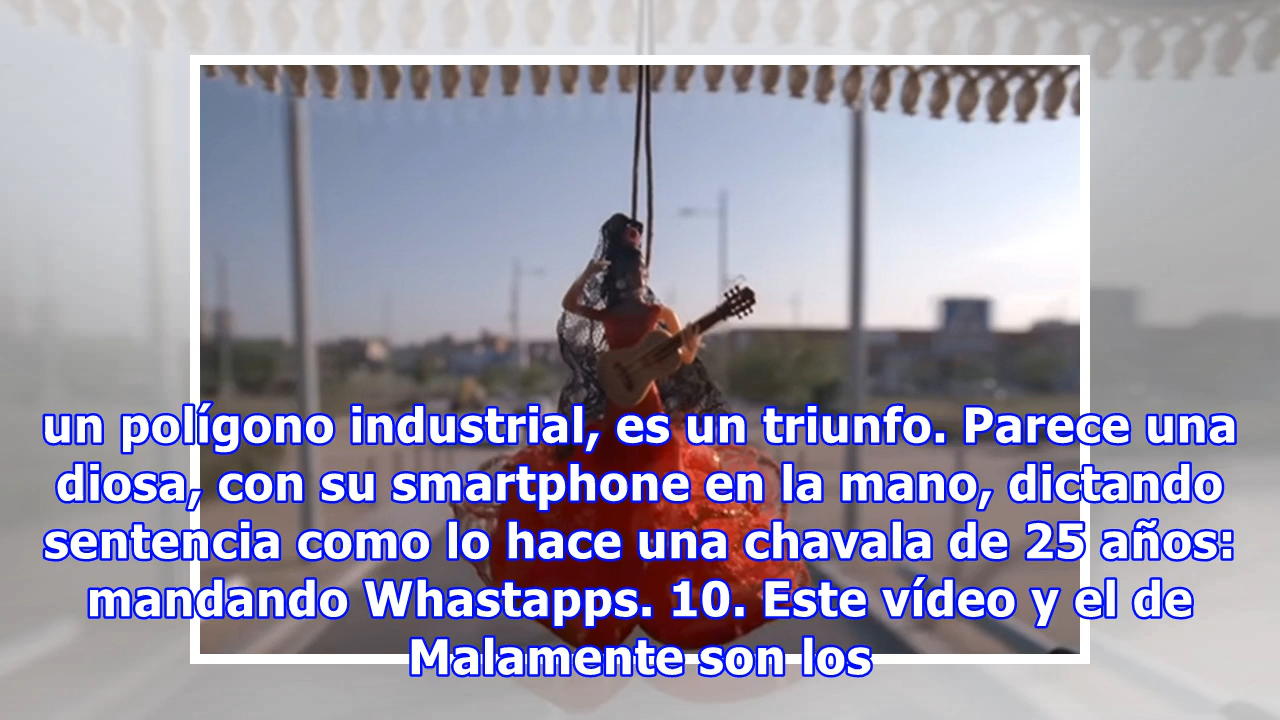 un polígono industrial, es un triunfo. Parece una
diosa, con su smartphone en la mano, dictando
sentencia como lo hace una chavala de 25 años:
mandando Whastapps. 10. Este vídeo y el de
Malamente son los